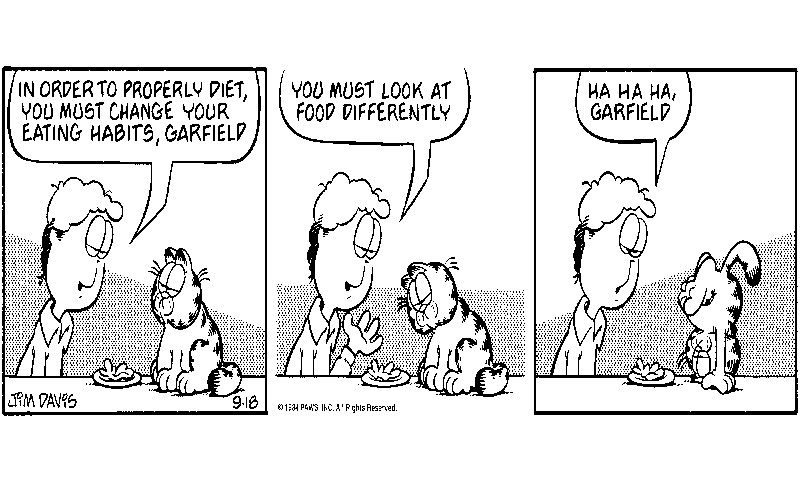 IN ORDER TO PROPERLY DIET,
YOU MUST CHANGE YOUR
EATING HABITS, GARFIELD
JIM DAVIS
9-18
YOU MUST LOOK AT
FOOD DIFFERENTLY
© 1984 PAWS, INC. All Rights Reserved.
HA HA HA,
GARFIELD